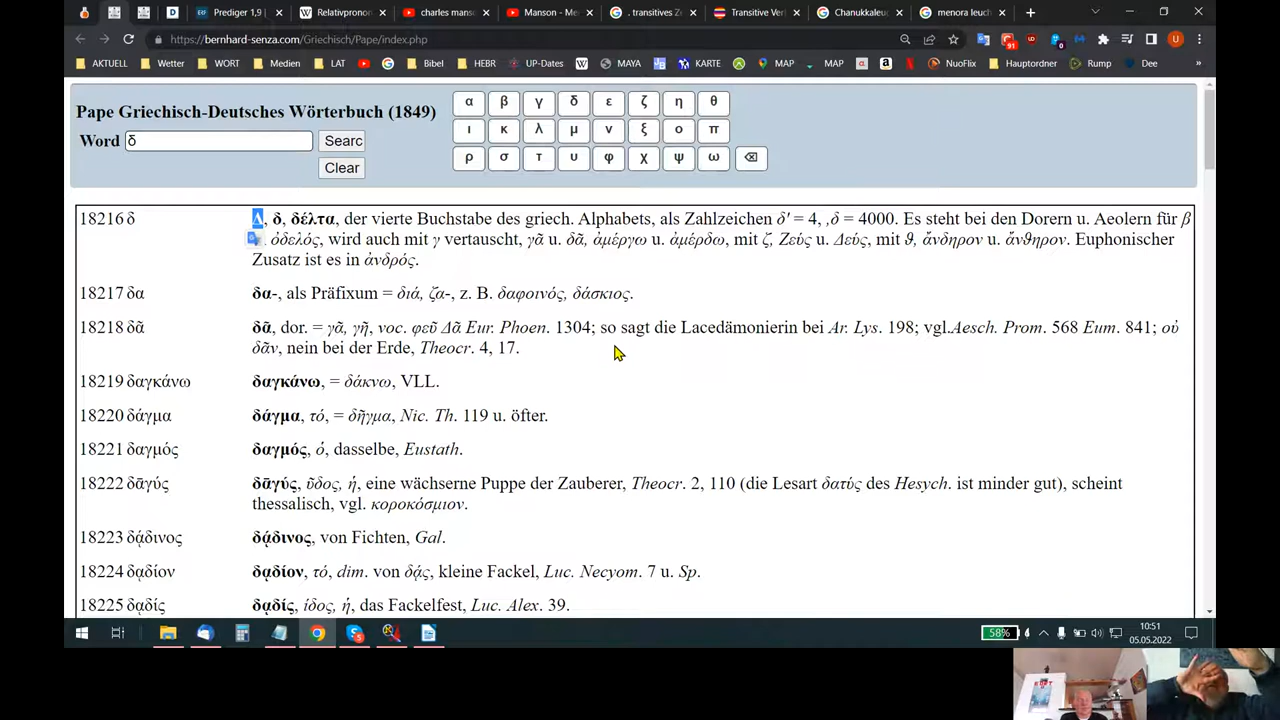 Prediger 1,9 |
Relativpronon
charles mans
Manson - Me
. transitives Z
Transitive Ver
Chanukkaleu
menora leuch
https://bernhard-senza.com/Griechisch/Pape/index.php
91
0
U
AKTUELL Wetter WORT Medien LAT Bibel HEBR UP-Dates MAYA KARTE MAP MAP NuoFlix Hauptordner Rump Dee
Pape Griechisch-Deutsches Wörterbuch (1849)
Word δ Searc
Clear
α β γ δ ε ζ η θ
ι κ λ μ ν ξ ο π
ρ σ τ υ φ χ ψ ω
18216 δ Δ, δ, δέλτα, der vierte Buchstabe des griech. Alphabets, als Zahlzeichen δ' = 4, ,δ = 4000. Es steht bei den Dorern u. Aeolern für β
ὀδελός, wird auch mit γ vertauscht, γᾶ u. δᾶ, ἀμέργω u. ἀμέρδω, mit ζ, Ζεύς u. Δεύς, mit ϑ, ἄνδηρον u. ἄνϑηρον. Euphonischer
Zusatz ist es in ἀνδρός.
18217 δα δα-, als Präfixum = διά, ζα-, z. B. δαφοινός, δάσκιος.
18218 δᾶ δᾶ, dor. = γᾶ, γῆ, voc. φεῦ Δᾶ Eur. Phoen. 1304; so sagt die Lacedämonierin bei Ar. Lys. 198; vgl.Aesch. Prom. 568 Eum. 841; οὐ
δᾶν, nein bei der Erde, Theocr. 4, 17.
18219 δαγκάνω δαγκάνω, = δάκνω, VLL.
18220 δάγμα δάγμα, τό, = δῆγμα, Nic. Th. 119 u. öfter.
18221 δαγμός δαγμός, ὁ, dasselbe, Eustath.
18222 δᾱγύς δᾱγύς, ῦδος, ἡ, eine wächserne Puppe der Zauberer, Theocr. 2, 110 (die Lesart δατύς des Hesych. ist minder gut), scheint
thessalisch, vgl. κοροκόσμιον.
18223 δᾴδινος δᾴδινος, von Fichten, Gal.
18224 δᾳδίον δᾳδίον, τό, dim. von δᾴς, kleine Fackel, Luc. Necyom. 7 u. Sp.
18225 δᾳδίς δᾳδίς, ίδος, ἡ, das Fackelfest, Luc. Alex. 39.
58%
10:51
05.05.2022